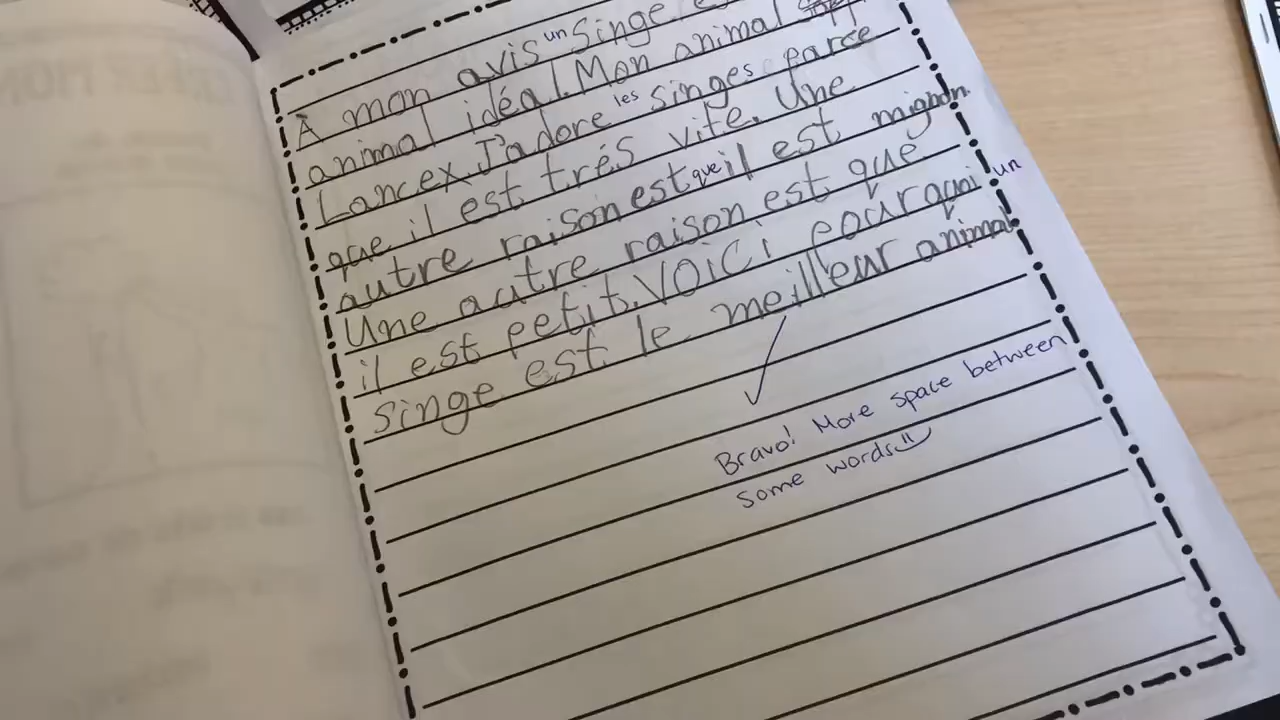 À mon avis un singe
animal idéal. Mon animal
Lancex J'adore les singes parce
que il est trés vite. Une
autre raison est que il est mignon.
Une autre raison est que
il est petit. VOiCi pourquoi un
singe est le meilleur animal.
Bravo! More space between
some words